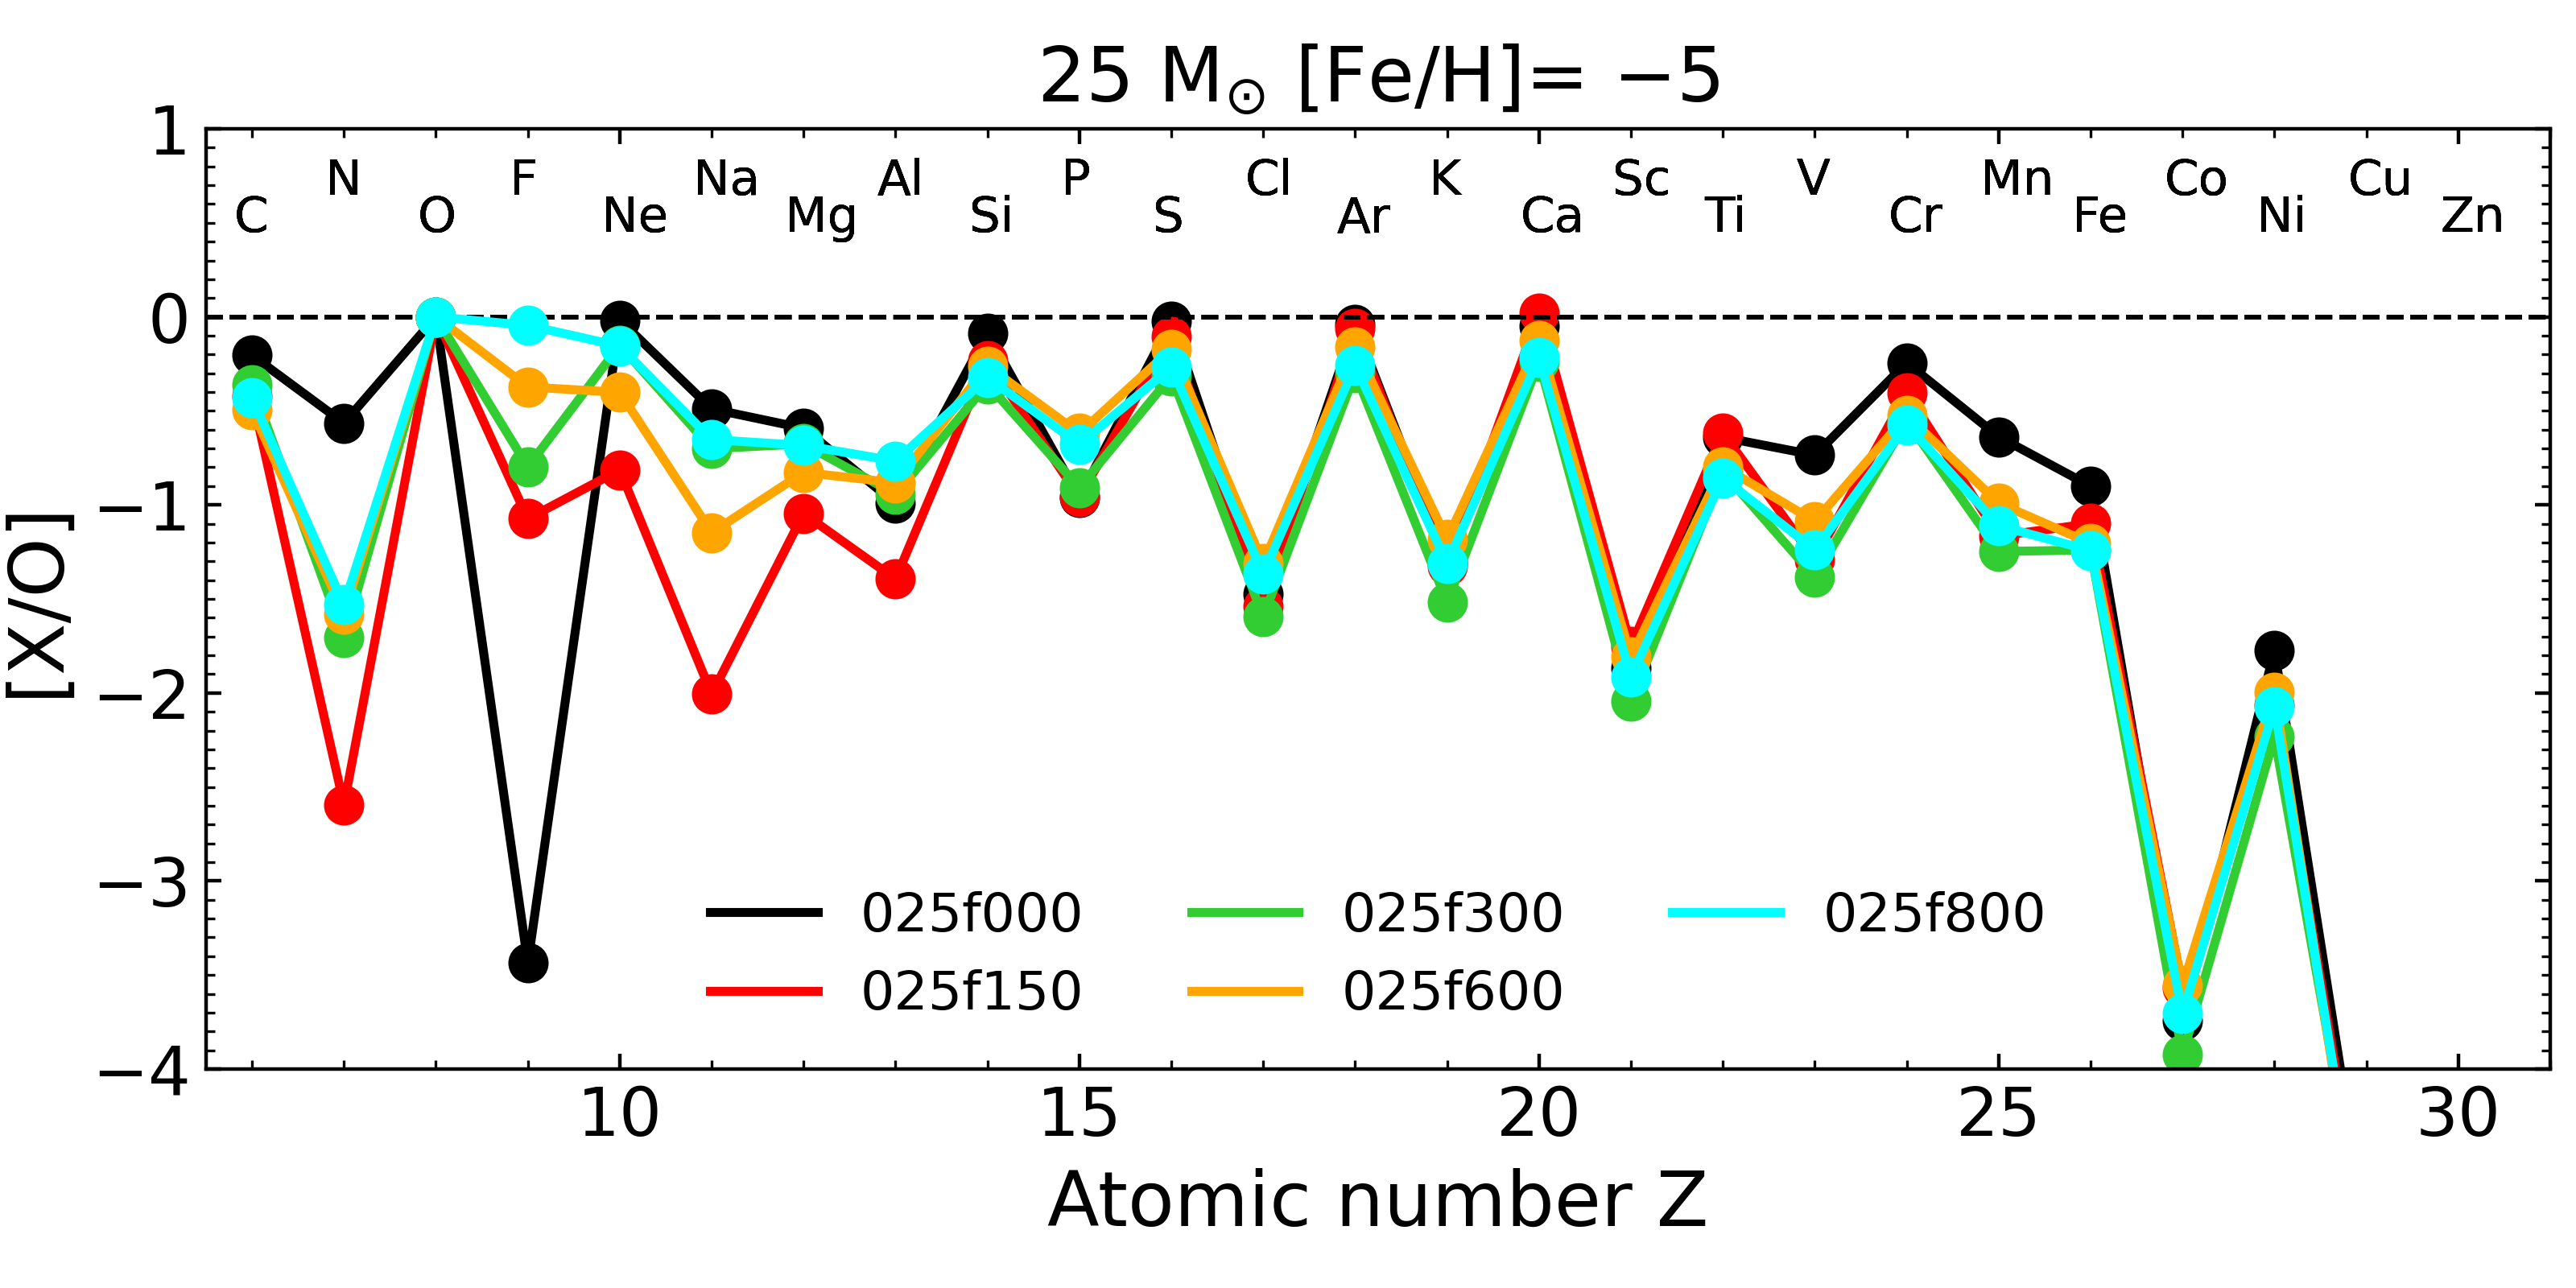 25 M⊙ [Fe/H]= −5
1
0
−1
−2
−3
−4
[X/O]
N F Na Al P Cl K Sc V Mn Co Cu
C O Ne Mg Si S Ar Ca Ti Cr Fe Ni Zn
025f000 025f300 025f800
025f150 025f600
10 15 20 25 30
Atomic number Z